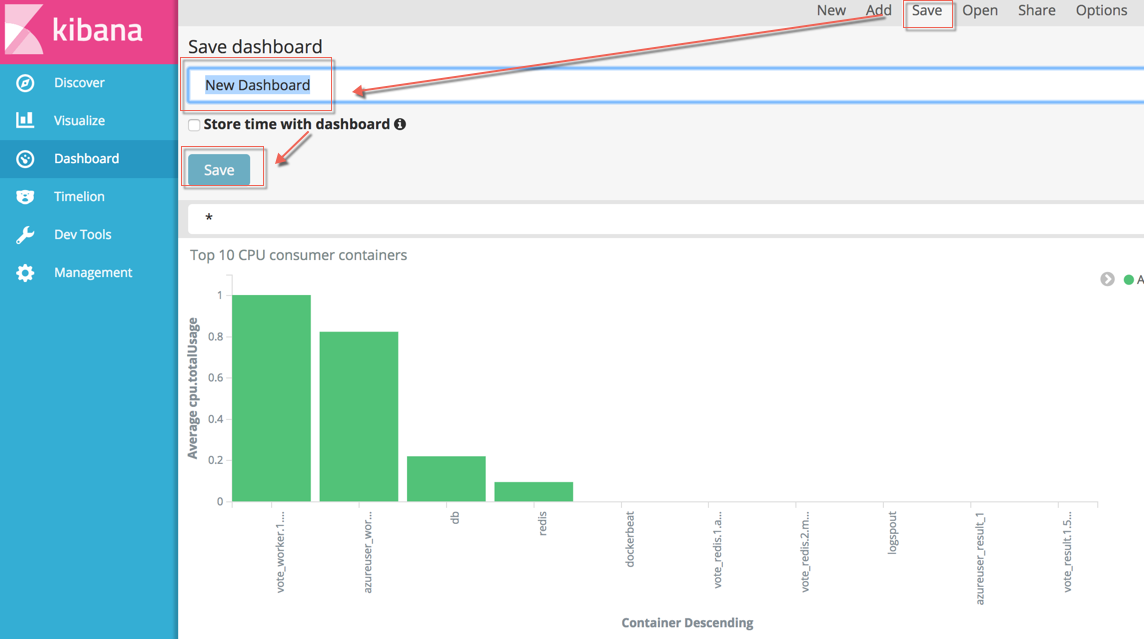 kibana
Discover
Visualize
Dashboard
Timelion
Dev Tools
Management
New Add Save Open Share Options
Save dashboard
New Dashboard
Store time with dashboard
Save
*
Top 10 CPU consumer containers
A
Average cpu.totalUsage
1
0.8
0.6
0.4
0.2
0
vote_worker.1....
azureuser_wor...
db
redis
dockerbeat
vote_redis.1.a...
vote_redis.2.m...
logspout
azureuser_result_1
vote_result.1.5...
Container Descending